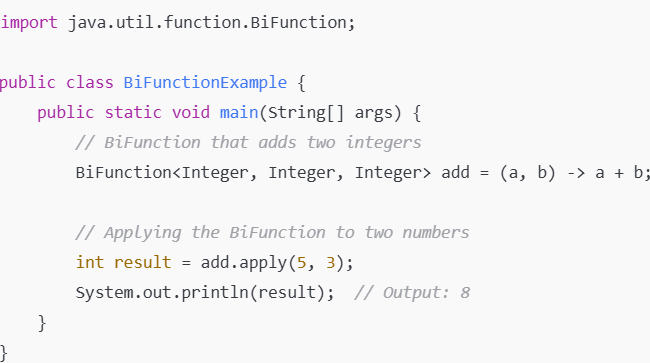 import java.util.function.BiFunction;
public class BiFunctionExample {
    public static void main(String[] args) {
        // BiFunction that adds two integers
        BiFunction<Integer, Integer, Integer> add = (a, b) -> a + b;
        // Applying the BiFunction to two numbers
        int result = add.apply(5, 3);
        System.out.println(result);  // Output: 8
    }
}